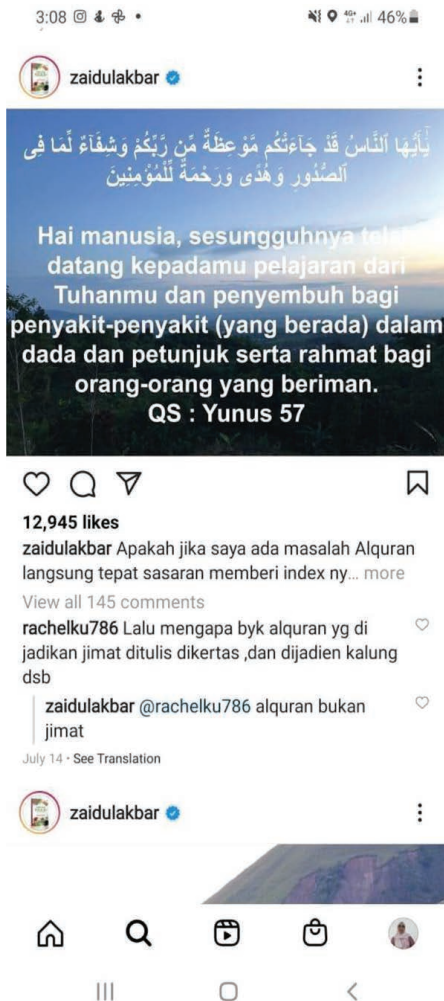 3:08
4G+ 46%
zaidulakbar
يَٰٓأَيُّهَا ٱلنَّاسُ قَدْ جَآءَتْكُم مَّوْعِظَةٌ مِّن رَّبِّكُمْ وَشِفَآءٌ لِّمَا فِى
ٱلصُّدُورِ وَهُدًى وَرَحْمَةٌ لِّلْمُؤْمِنِينَ
Hai manusia, sesungguhnya telah
datang kepadamu pelajaran dari
Tuhanmu dan penyembuh bagi
penyakit-penyakit (yang berada) dalam
dada dan petunjuk serta rahmat bagi
orang-orang yang beriman.
QS : Yunus 57
12,945 likes
zaidulakbar Apakah jika saya ada masalah Alquran
langsung tepat sasaran memberi index ny... more
View all 145 comments
rachelku786 Lalu mengapa byk alquran yg di
jadikan jimat ditulis dikertas ,dan dijadien kalung
dsb
zaidulakbar @rachelku786 alquran bukan
jimat
July 14 • See Translation
zaidulakbar